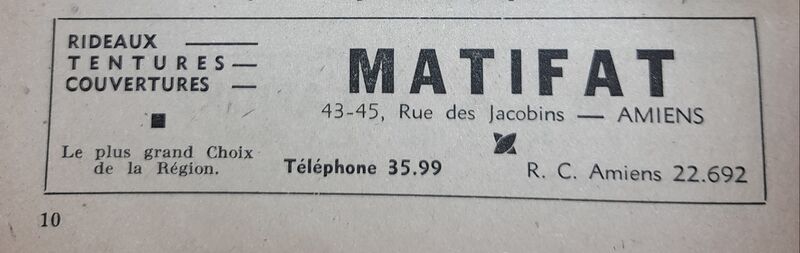 RIDEAUX
TENTURES —
COUVERTURES —
Le plus grand Choix
de la Région.
MATIFAT
43-45, Rue des Jacobins — AMIENS
Téléphone 35.99
R. C. Amiens 22.692
10